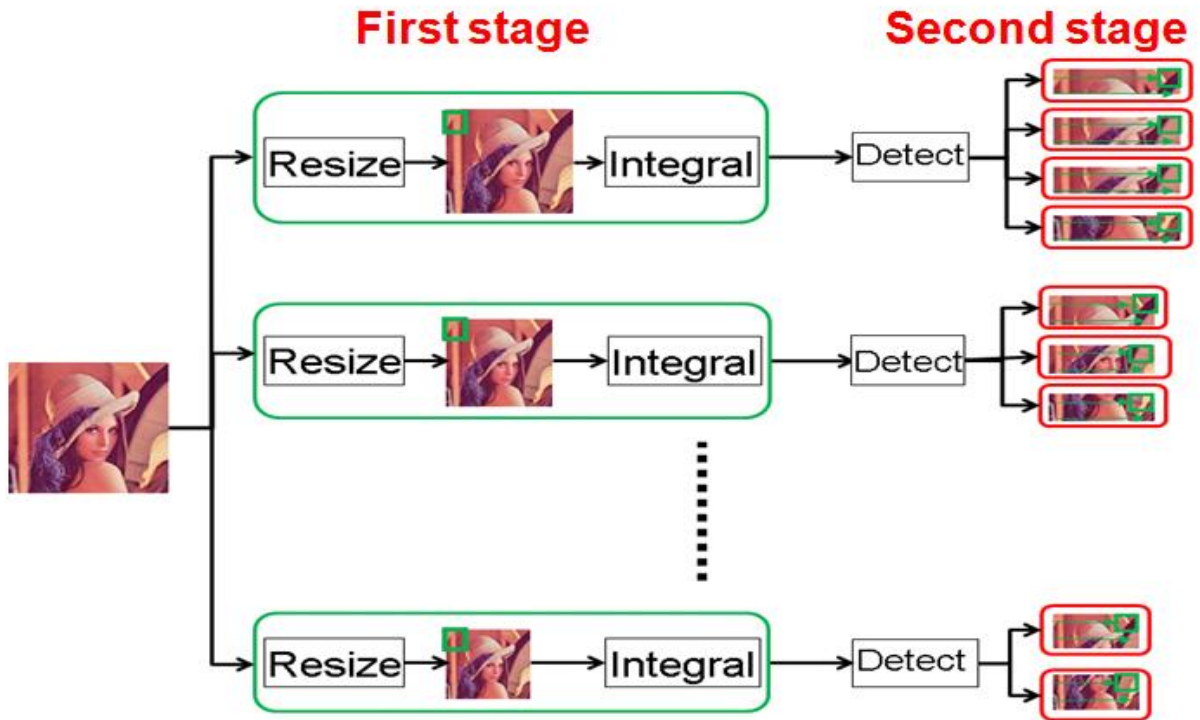 First stage
Second stage
Resize
Integral
Detect
Resize
Integral
Detect
Resize
Integral
Detect